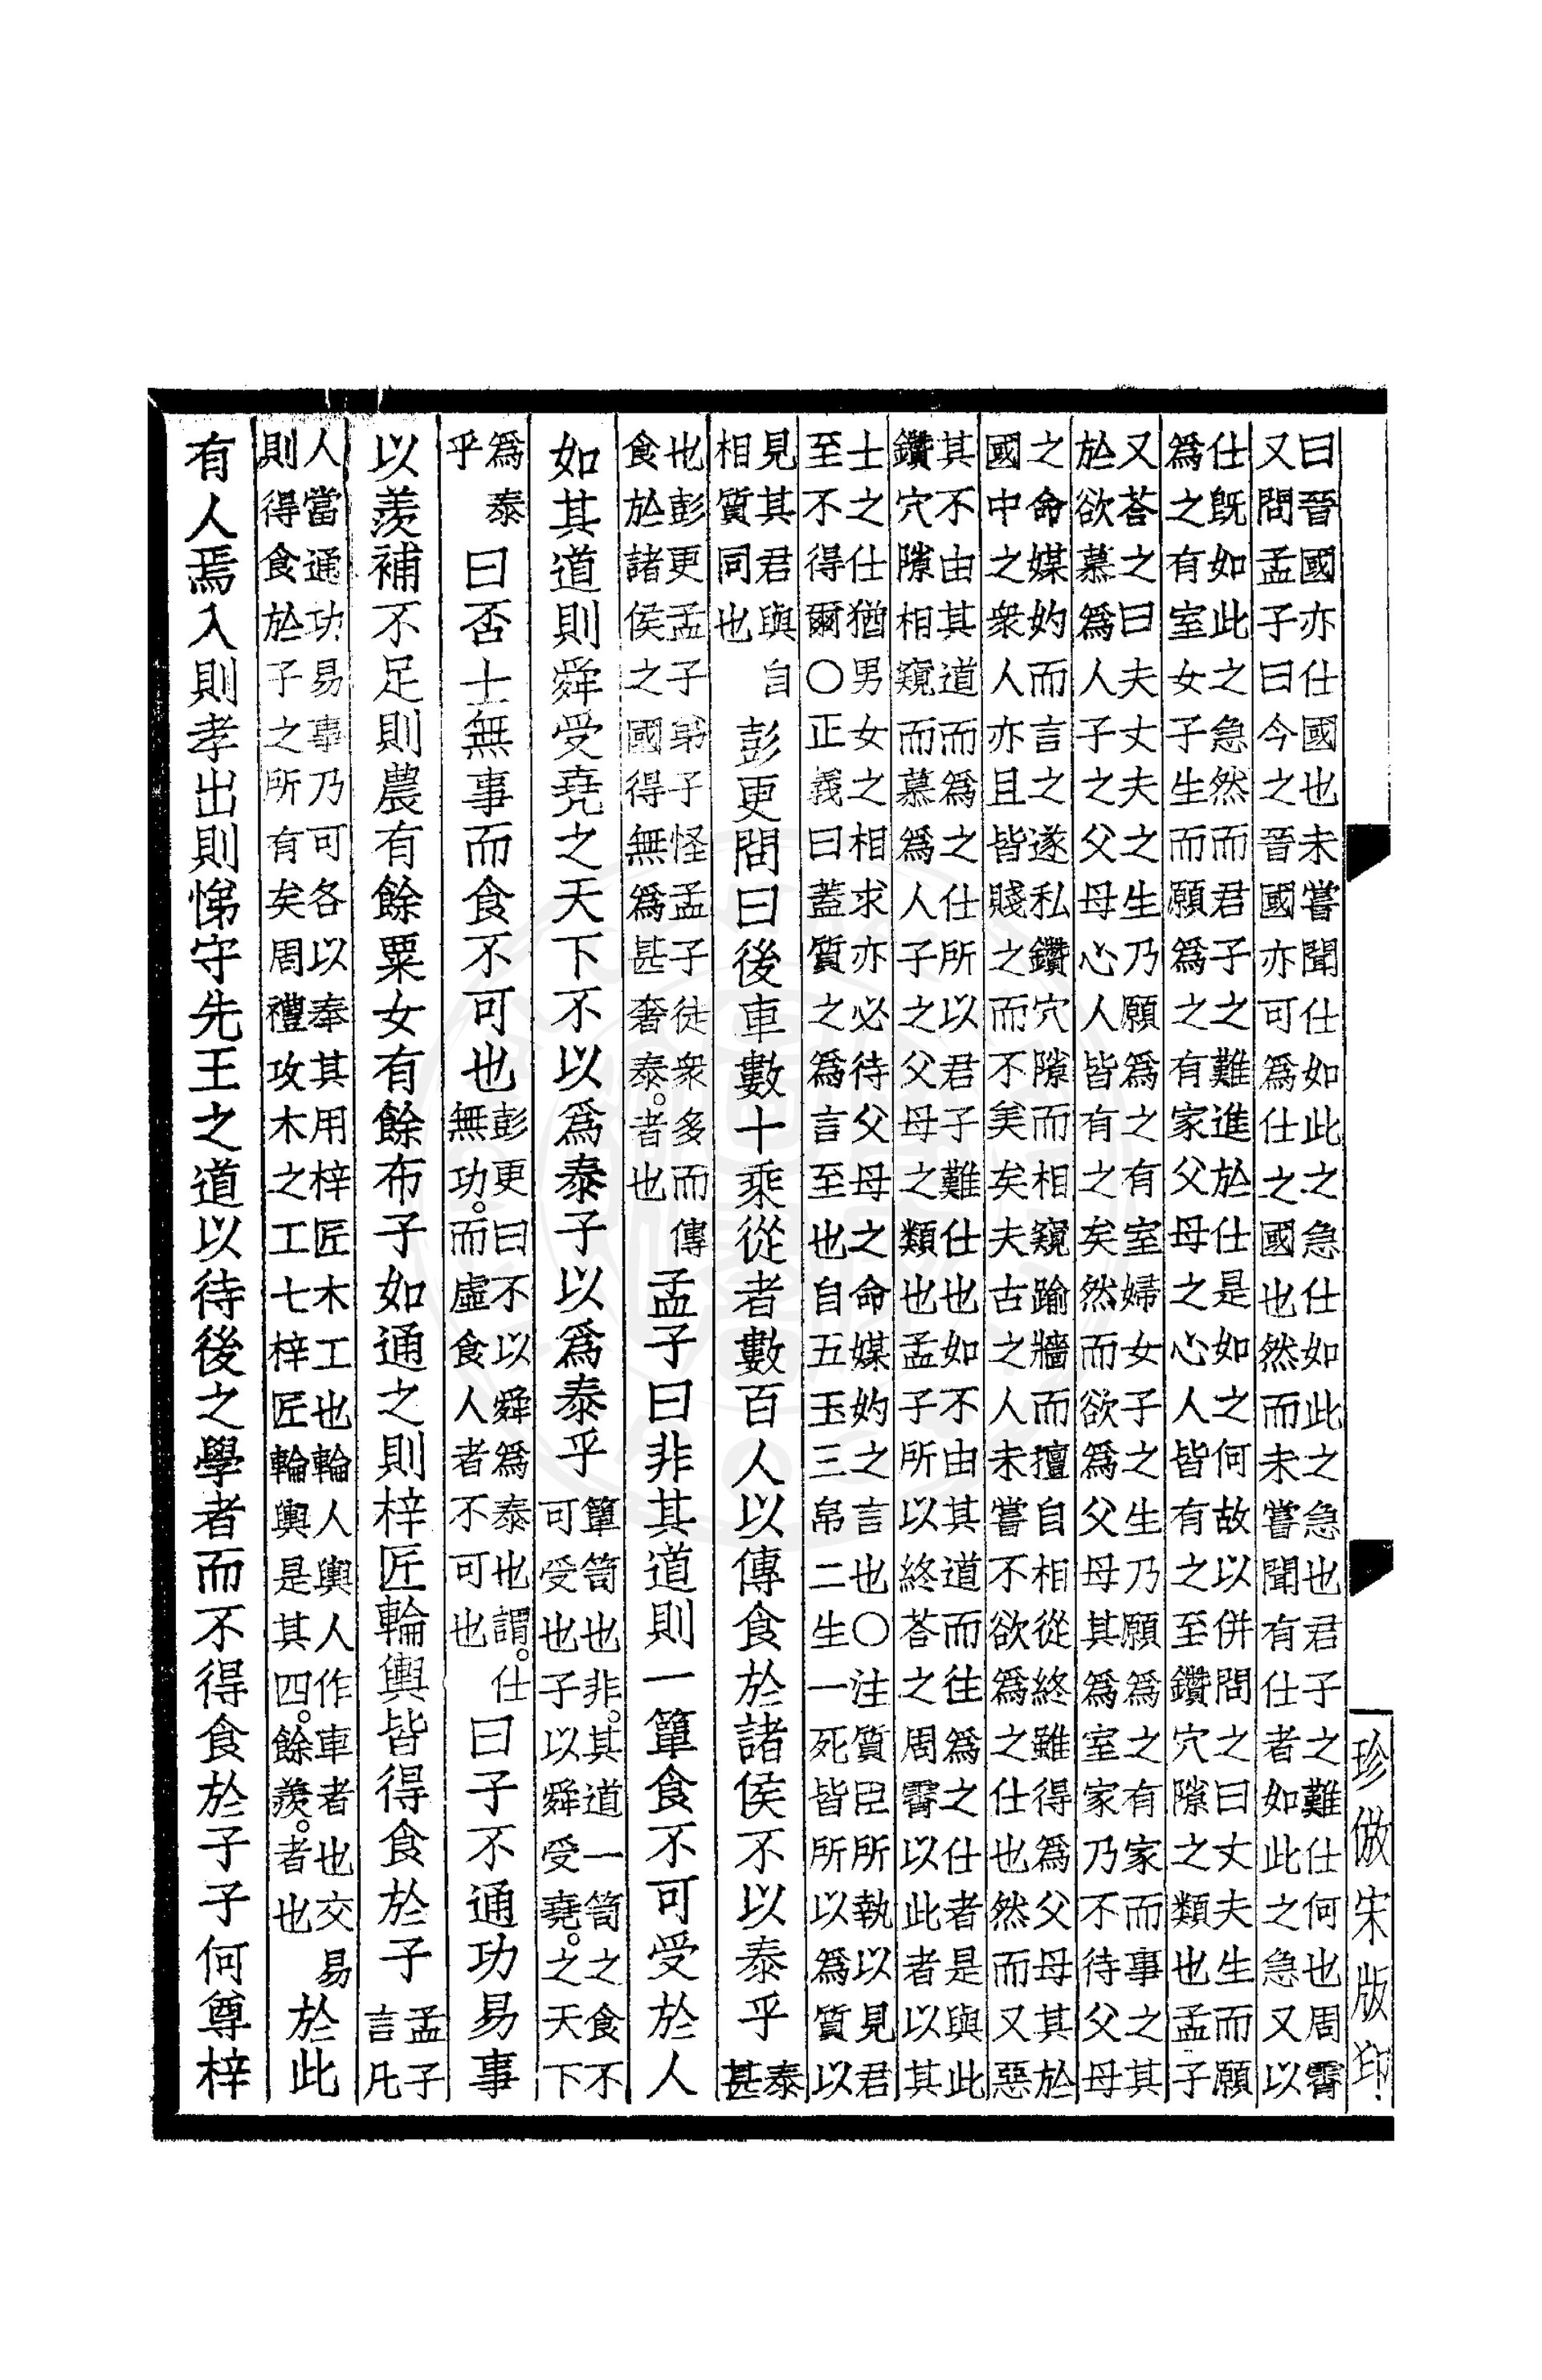 珍倣宋版印
曰晉國亦仕國也未嘗聞仕如此之急仕如此之急也君子之難仕何也周霄
又問孟子曰今之晉國亦可爲仕之國也然而未嘗聞有仕者如此之急又以
仕旣如此之急然而君子之難進於仕是如之何故以併問之曰丈夫生而願
爲之有室女子生而願爲之有家父母之心人皆有之至鑽穴隙之類也孟子
又荅之曰夫丈夫之生乃願爲之有室婦女子之生乃願爲之有家而事之其
於欲慕爲人子之父母心人皆有之矣然而欲爲父母其爲室家乃不待父母
之命媒妁而言之遂私鑽穴隙而相窺踰牆而擅自相從終雖得爲父母其於
國中之衆人亦且皆賤之而不美矣夫古之人未嘗不欲爲之仕也然而又惡
其不由其道而爲之仕所以君子難仕也如不由其道而往爲之仕者是與此
鑽穴隙相窺而慕爲人子之父母之類也孟子所以終荅之周霄以此者以其
士之仕猶男女之相求亦必待父母之命媒妁之言也○注質臣所執以見君
至不得爾○正義曰蓋質之爲言至也自五玉三帛二生一死皆所以爲質以
見其君與自
相質同也
彭更問曰後車數十乘從者數百人以傳食於諸侯不以泰乎
泰
甚
也彭更孟子弟子怪孟子徒衆多而傳
食於諸侯之國得無爲甚奢泰。者也
孟子曰非其道則一簞食不可受於人
如其道則舜受堯之天下不以爲泰子以爲泰乎
簞笥也非。其道一笥之食不
可受也子以舜受堯。之天下
爲泰
乎
曰否士無事而食不可也
彭更曰不以舜爲泰也謂。仕
無功。而虛食人者不可也
曰子不通功易事
以羨補不足則農有餘粟女有餘布子如通之則梓匠輪輿皆得食於子
孟子
言凡
人當通功易事乃可各以奉其用梓匠木工也輪人輿人作車者也交易
則得食於子之所有矣周禮攻木之工七梓匠輪輿是其四。餘羨。者也
於此
有人焉入則孝出則悌守先王之道以待後之學者而不得食於子子何尊梓